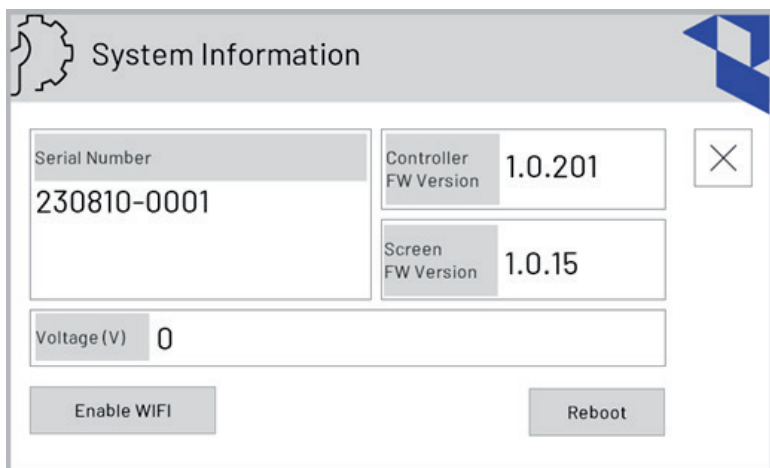 System Information
Serial Number
230810-0001
Controller
FW Version
1.0.201
Screen
FW Version
1.0.15
Voltage (V)
0
Enable WIFI
Reboot